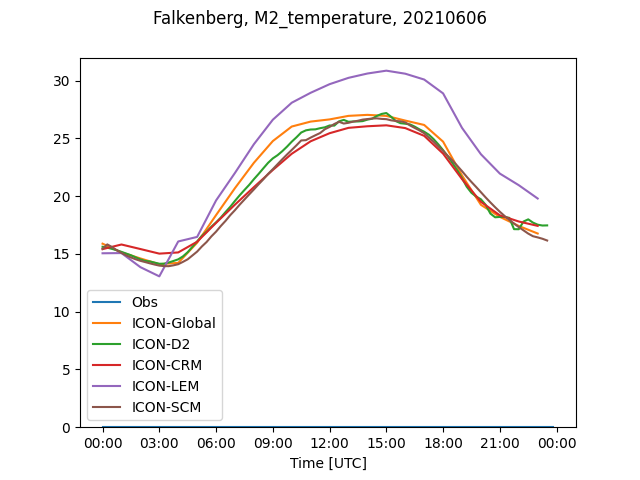 Falkenberg, M2_temperature, 20210606
30
25
20
15
10
5
0
Obs
ICON-Global
ICON-D2
ICON-CRM
ICON-LEM
ICON-SCM
00:00 03:00 06:00 09:00 12:00 15:00 18:00 21:00 00:00
Time [UTC]